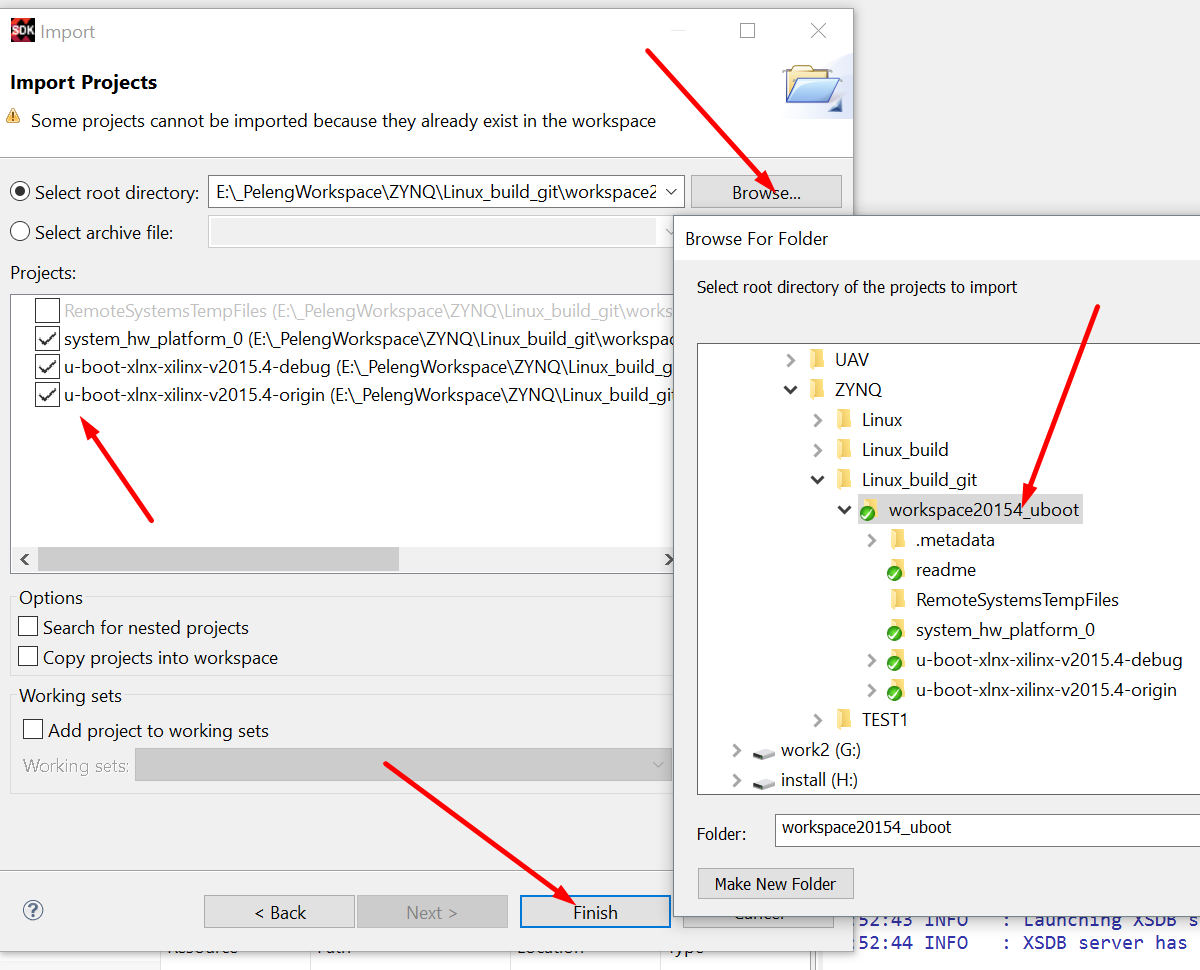 SDK Import
Import Projects
Some projects cannot be imported because they already exist in the workspace
Select root directory: E:\_PelengWorkspace\ZYNQ\Linux_build_git\workspace2 Browse...
Select archive file:
Projects:
RemoteSystemsTempFiles (E:\_PelengWorkspace\ZYNQ\Linux_build_git\works
system_hw_platform_0 (E:\_PelengWorkspace\ZYNQ\Linux_build_git\workspac
u-boot-xlnx-xilinx-v2015.4-debug (E:\_PelengWorkspace\ZYNQ\Linux_build_g
u-boot-xlnx-xilinx-v2015.4-origin (E:\_PelengWorkspace\ZYNQ\Linux_build_git
Options
Search for nested projects
Copy projects into workspace
Working sets
Add project to working sets
Working sets:
< Back Next > Finish Cancel
Browse For Folder
Select root directory of the projects to import
UAV
ZYNQ
Linux
Linux_build
Linux_build_git
workspace20154_uboot
.metadata
readme
RemoteSystemsTempFiles
system_hw_platform_0
u-boot-xlnx-xilinx-v2015.4-debug
u-boot-xlnx-xilinx-v2015.4-origin
TEST1
work2 (G:)
install (H:)
Folder: workspace20154_uboot
Make New Folder
:52:43 INFO : Launching XSDB s
:52:44 INFO : XSDB server has
Resource Path Location Type